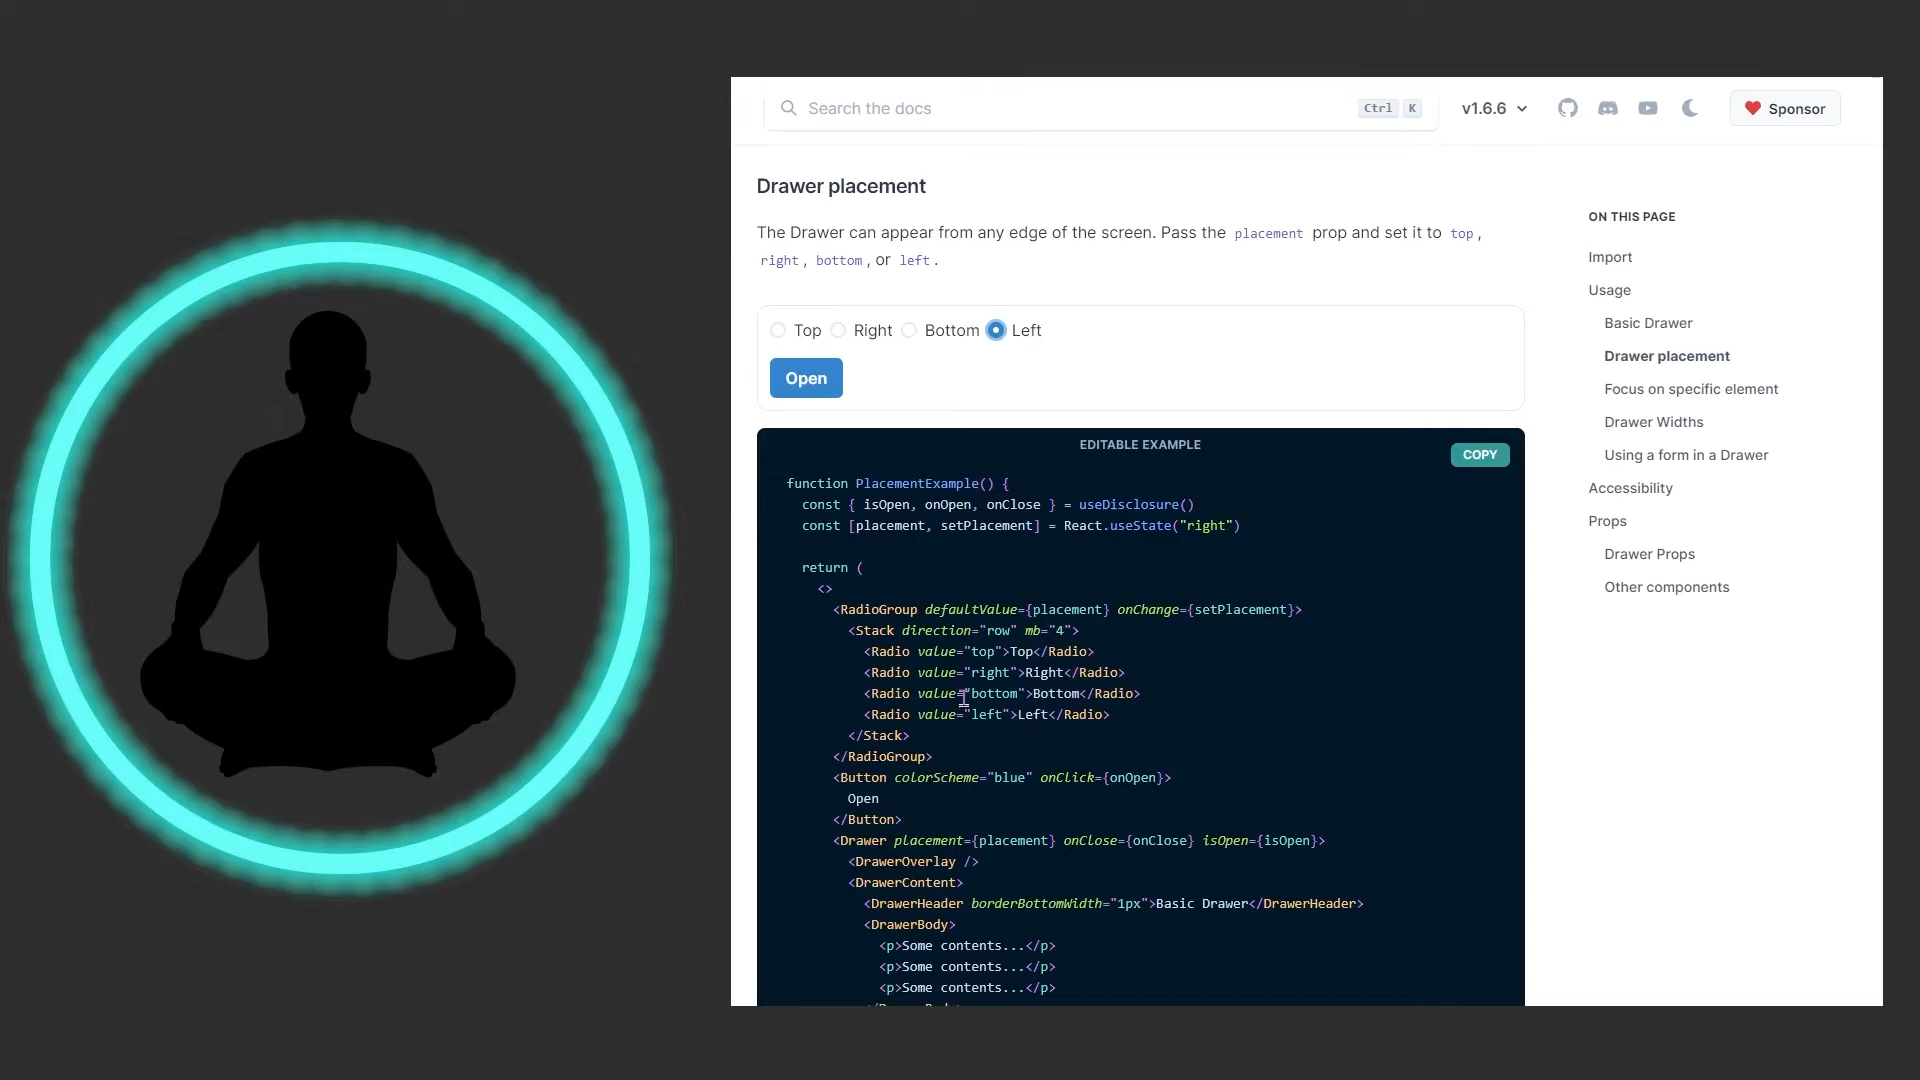 Search the docs Ctrl K v1.6.6 Sponsor
Drawer placement
The Drawer can appear from any edge of the screen. Pass the placement prop and set it to top,
right, bottom, or left.
Top Right Bottom Left
Open
EDITABLE EXAMPLE
COPY
function PlacementExample() {
  const { isOpen, onOpen, onClose } = useDisclosure()
  const [placement, setPlacement] = React.useState("right")

  return (
    <>
      <RadioGroup defaultValue={placement} onChange={setPlacement}>
        <Stack direction="row" mb="4">
          <Radio value="top">Top</Radio>
          <Radio value="right">Right</Radio>
          <Radio value="bottom">Bottom</Radio>
          <Radio value="left">Left</Radio>
        </Stack>
      </RadioGroup>
      <Button colorScheme="blue" onClick={onOpen}>
        Open
      </Button>
      <Drawer placement={placement} onClose={onClose} isOpen={isOpen}>
        <DrawerOverlay />
        <DrawerContent>
          <DrawerHeader borderBottomWidth="1px">Basic Drawer</DrawerHeader>
          <DrawerBody>
            <p>Some contents...</p>
            <p>Some contents...</p>
            <p>Some contents...</p>
ON THIS PAGE
Import
Usage
Basic Drawer
Drawer placement
Focus on specific element
Drawer Widths
Using a form in a Drawer
Accessibility
Props
Drawer Props
Other components